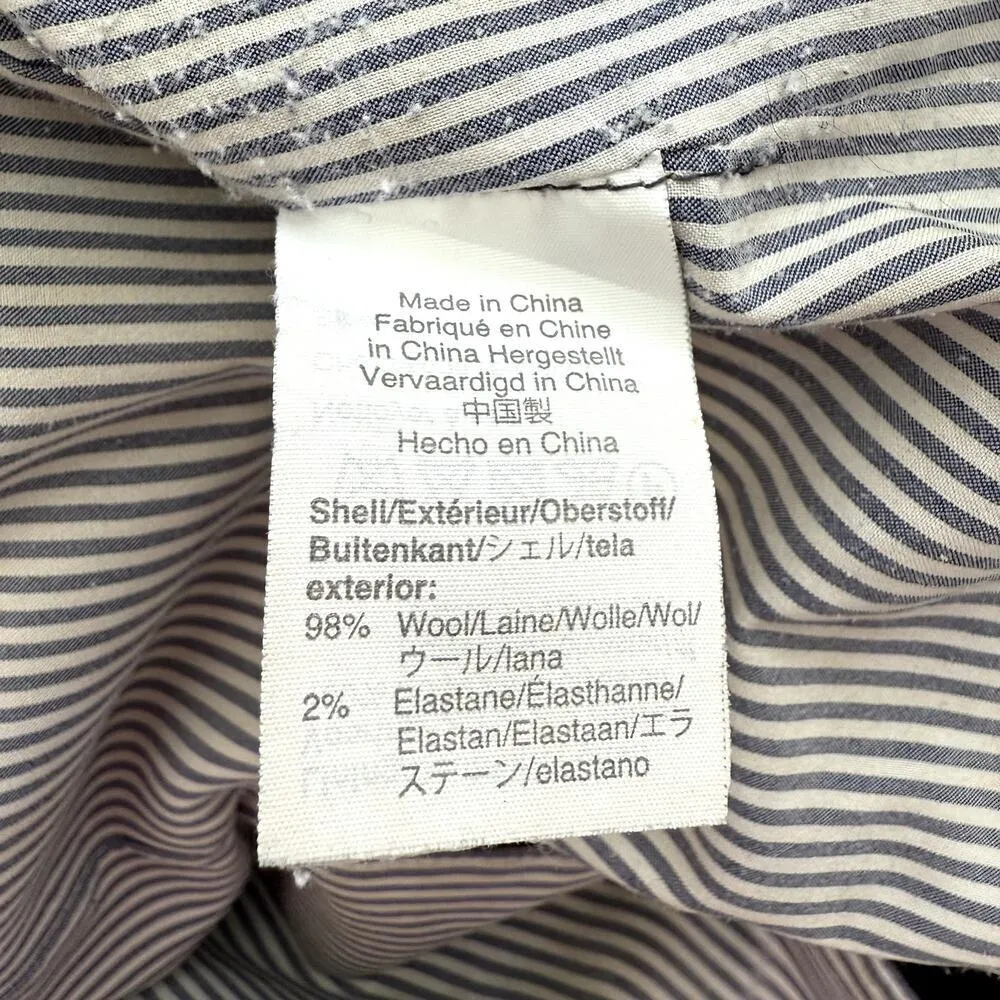 Made in China
Fabriqué en Chine
in China Hergestellt
Vervaardigd in China
中国製
Hecho en China
Shell/Extérieur/Oberstoff/
Buitenkant/シェル/tela
exterior:
98% Wool/Laine/Wolle/Wol/
ウール/lana
2% Elastane/Élasthanne/
Elastan/Elastaan/エラ
ステーン/elastano